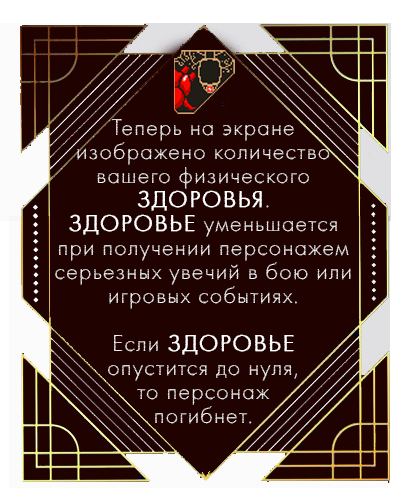 Теперь на экране
изображено количество
вашего физического
ЗДОРОВЬЯ.
ЗДОРОВЬЕ уменьшается
при получении персонажем
серьезных увечий в бою или
игровых событиях.
Если ЗДОРОВЬЕ
опустится до нуля,
то персонаж
погибнет.